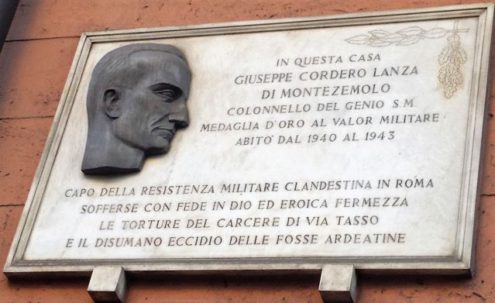 IN QUESTA CASA
GIUSEPPE CORDERO LANZA
DI MONTEZEMOLO
COLONNELLO DEL GENIO S.M.
MEDAGLIA D'ORO AL VALOR MILITARE
ABITÒ DAL 1940 AL 1943
CAPO DELLA RESISTENZA MILITARE CLANDESTINA IN ROMA
SOFFERSE CON FEDE IN DIO ED EROICA FERMEZZA
LE TORTURE DEL CARCERE DI VIA TASSO
E IL DISUMANO ECCIDIO DELLE FOSSE ARDEATINE